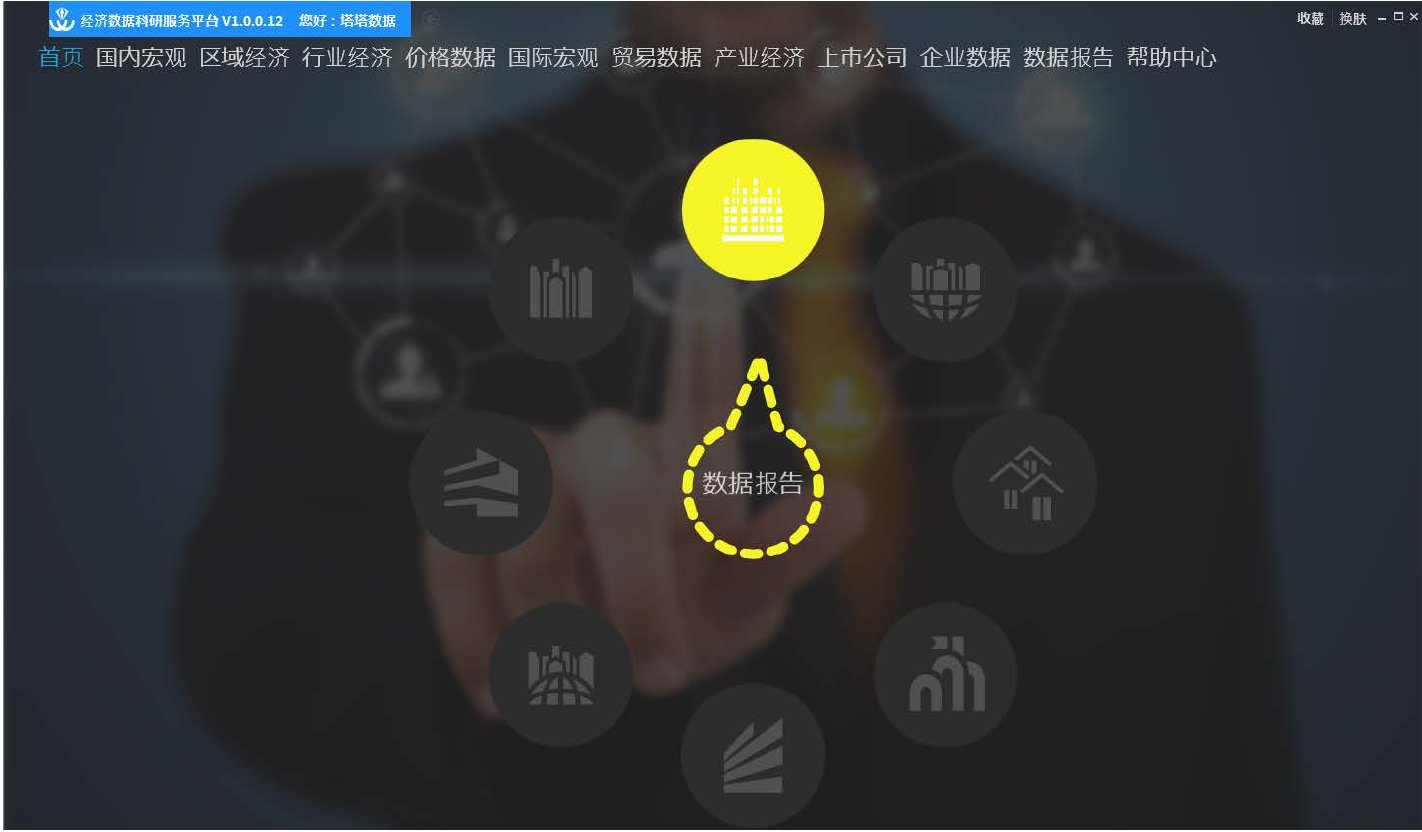 经济数据科研服务平台 V1.0.0.12 您好：塔塔数据
收藏 换肤
首页 国内宏观 区域经济 行业经济 价格数据 国际宏观 贸易数据 产业经济 上市公司 企业数据 数据报告 帮助中心
数据报告